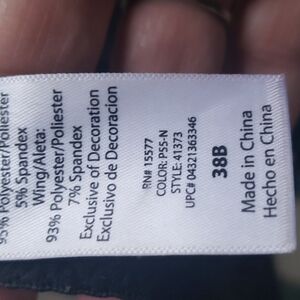 95% Polyester/Poliester
5% Spandex
Wing/Aleta:
93% Polyester/Poliester
7% Spandex
Exclusive of Decoration
Exclusivo de Decoracion
RN# 15577
COLOR: P55-N
STYLE: 41373
UPC# 04321363346
38B
Made in China
Hecho en China